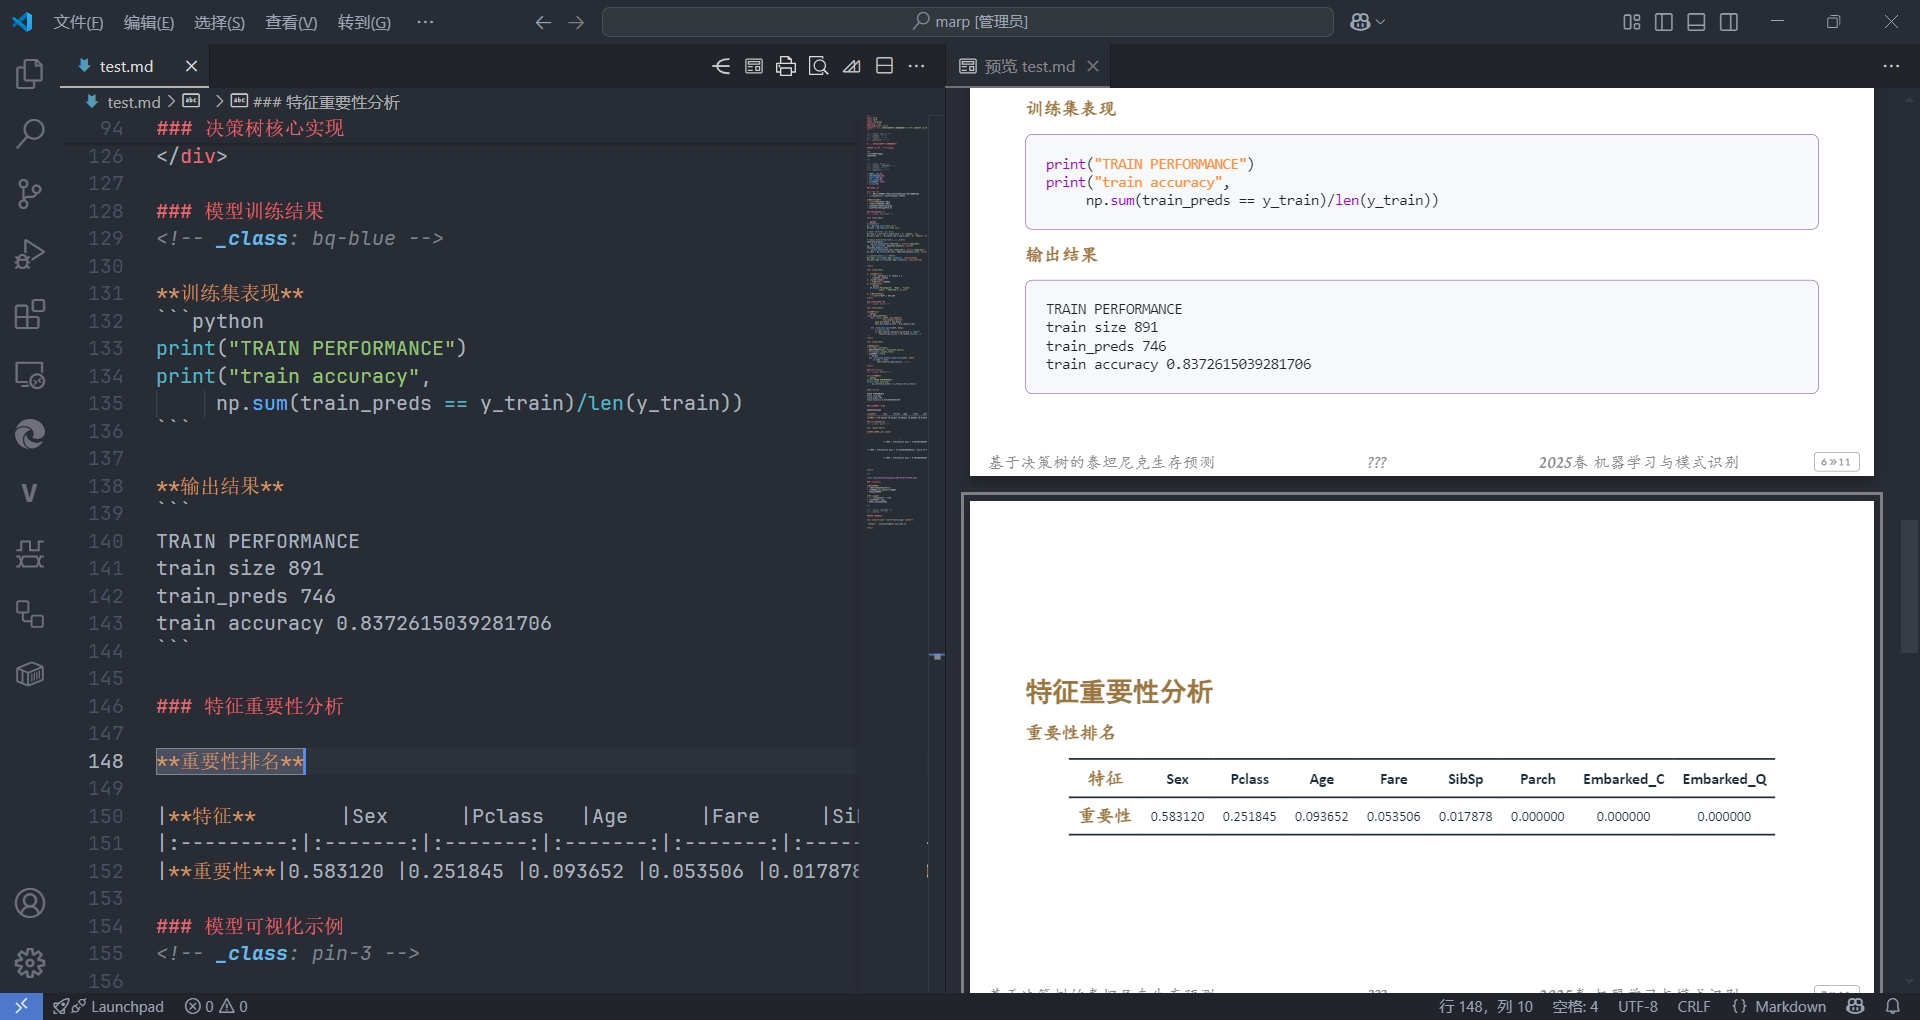 文件(F) 编辑(E) 选择(S) 查看(V) 转到(G) ··· marp [管理员]
test.md
预览 test.md
test.md > ### 特征重要性分析
94 ### 决策树核心实现
126 </div>
127
128 ### 模型训练结果
129 <!-- _class: bq-blue -->
130
131 **训练集表现**
132 ```python
133 print("TRAIN PERFORMANCE")
134 print("train accuracy",
135 np.sum(train_preds == y_train)/len(y_train))
136 ```
137
138 **输出结果**
139 ```
140 TRAIN PERFORMANCE
141 train size 891
142 train_preds 746
143 train accuracy 0.8372615039281706
144 ```
145
146 ### 特征重要性分析
147
148 **重要性排名**
149
150 |**特征** |Sex |Pclass |Age |Fare |Si
151 |:---------:|:-------:|:-------:|:-------:|:-------:|:----
152 |**重要性**|0.583120 |0.251845 |0.093652 |0.053506 |0.017878
153
154 ### 模型可视化示例
155 <!-- _class: pin-3 -->
156
训练集表现
print("TRAIN PERFORMANCE")
print("train accuracy",
np.sum(train_preds == y_train)/len(y_train))
输出结果
TRAIN PERFORMANCE
train size 891
train_preds 746
train accuracy 0.8372615039281706
基于决策树的泰坦尼克生存预测 ??? 2025春 机器学习与模式识别 6»11
特征重要性分析
重要性排名
特征 Sex Pclass Age Fare SibSp Parch Embarked_C Embarked_Q
重要性 0.583120 0.251845 0.093652 0.053506 0.017878 0.000000 0.000000 0.000000
Launchpad 0 0 行 148，列 10 空格: 4 UTF-8 CRLF {} Markdown